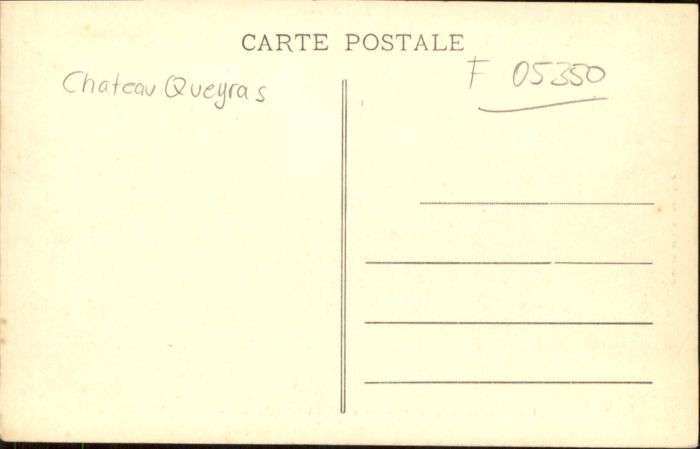 CARTE POSTALE
Chateau Queyras
F 05350